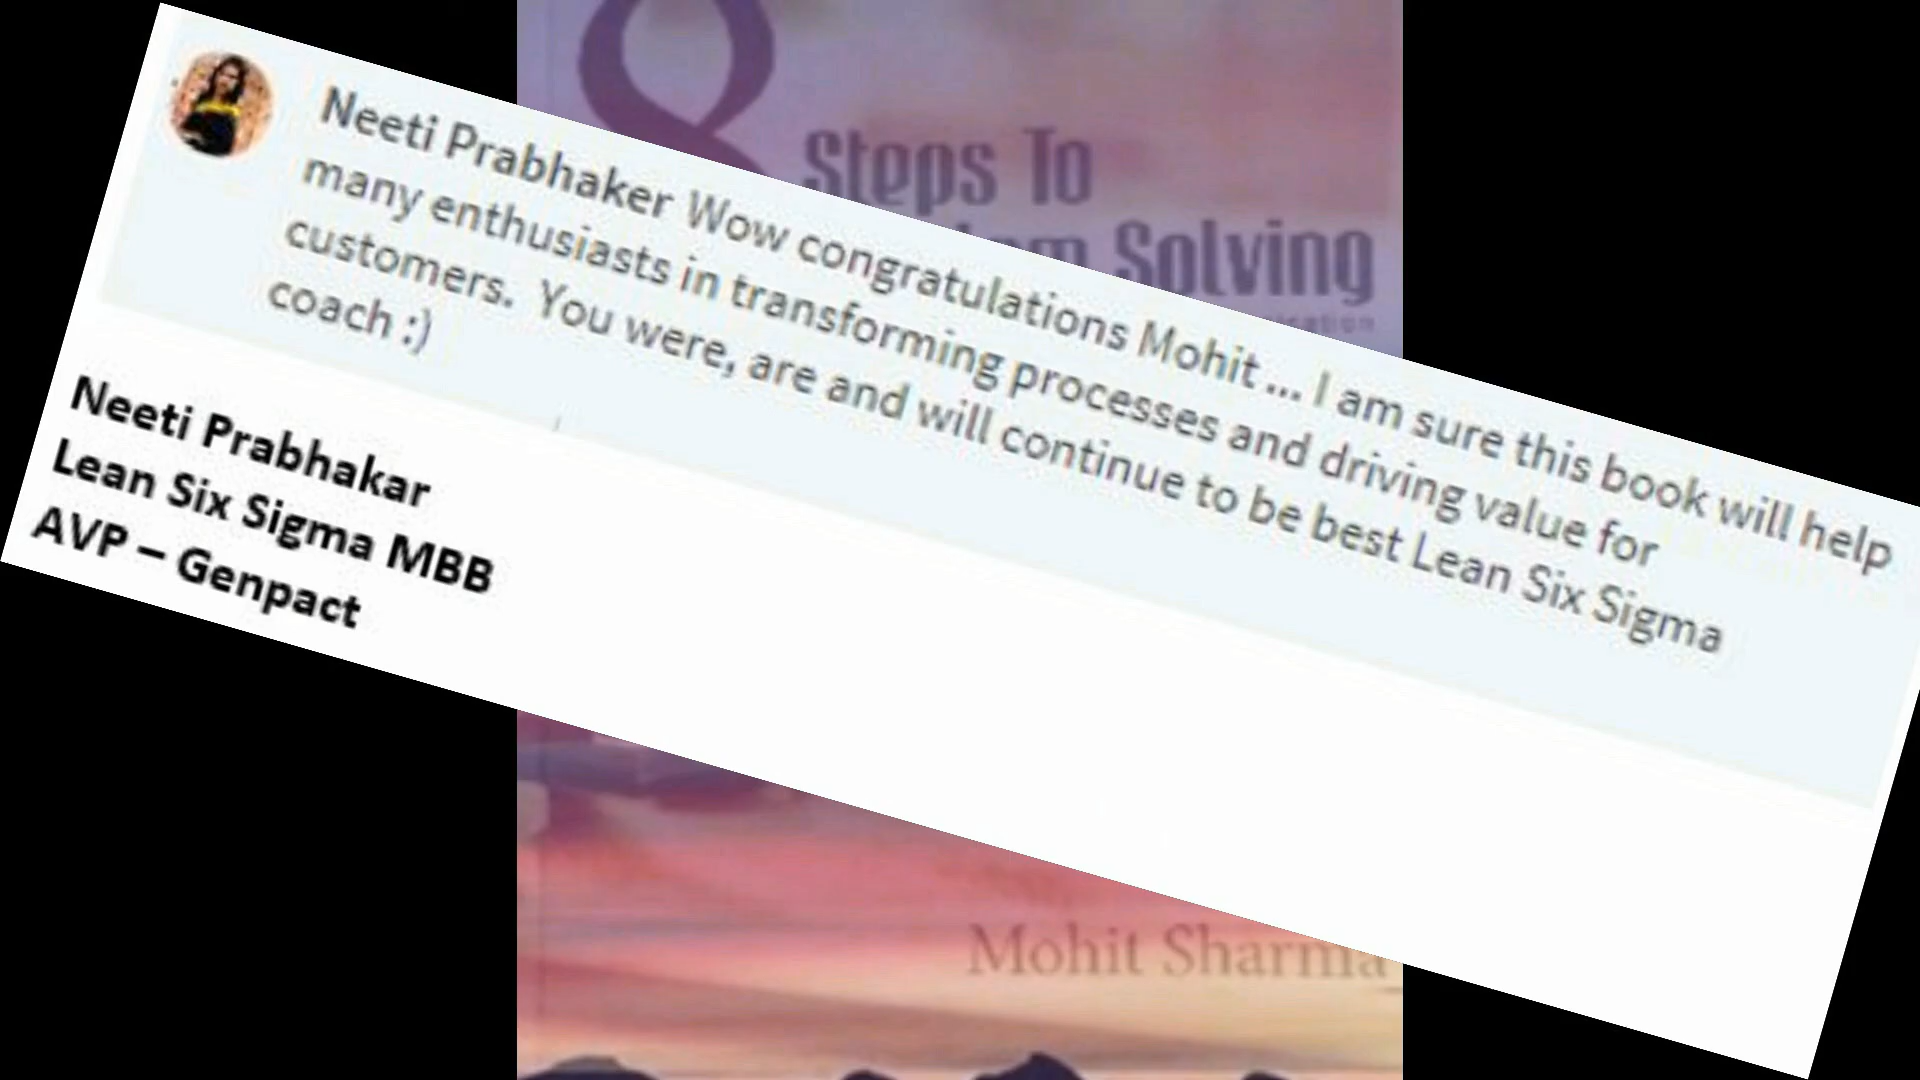 8
Steps To
Solving
Neeti Prabhaker Wow congratulations Mohit ... I am sure this book will help
many enthusiasts in transforming processes and driving value for
customers. You were, are and will continue to be best Lean Six Sigma
coach :)
Neeti Prabhakar
Lean Six Sigma MBB
AVP – Genpact
Mohit Sharma